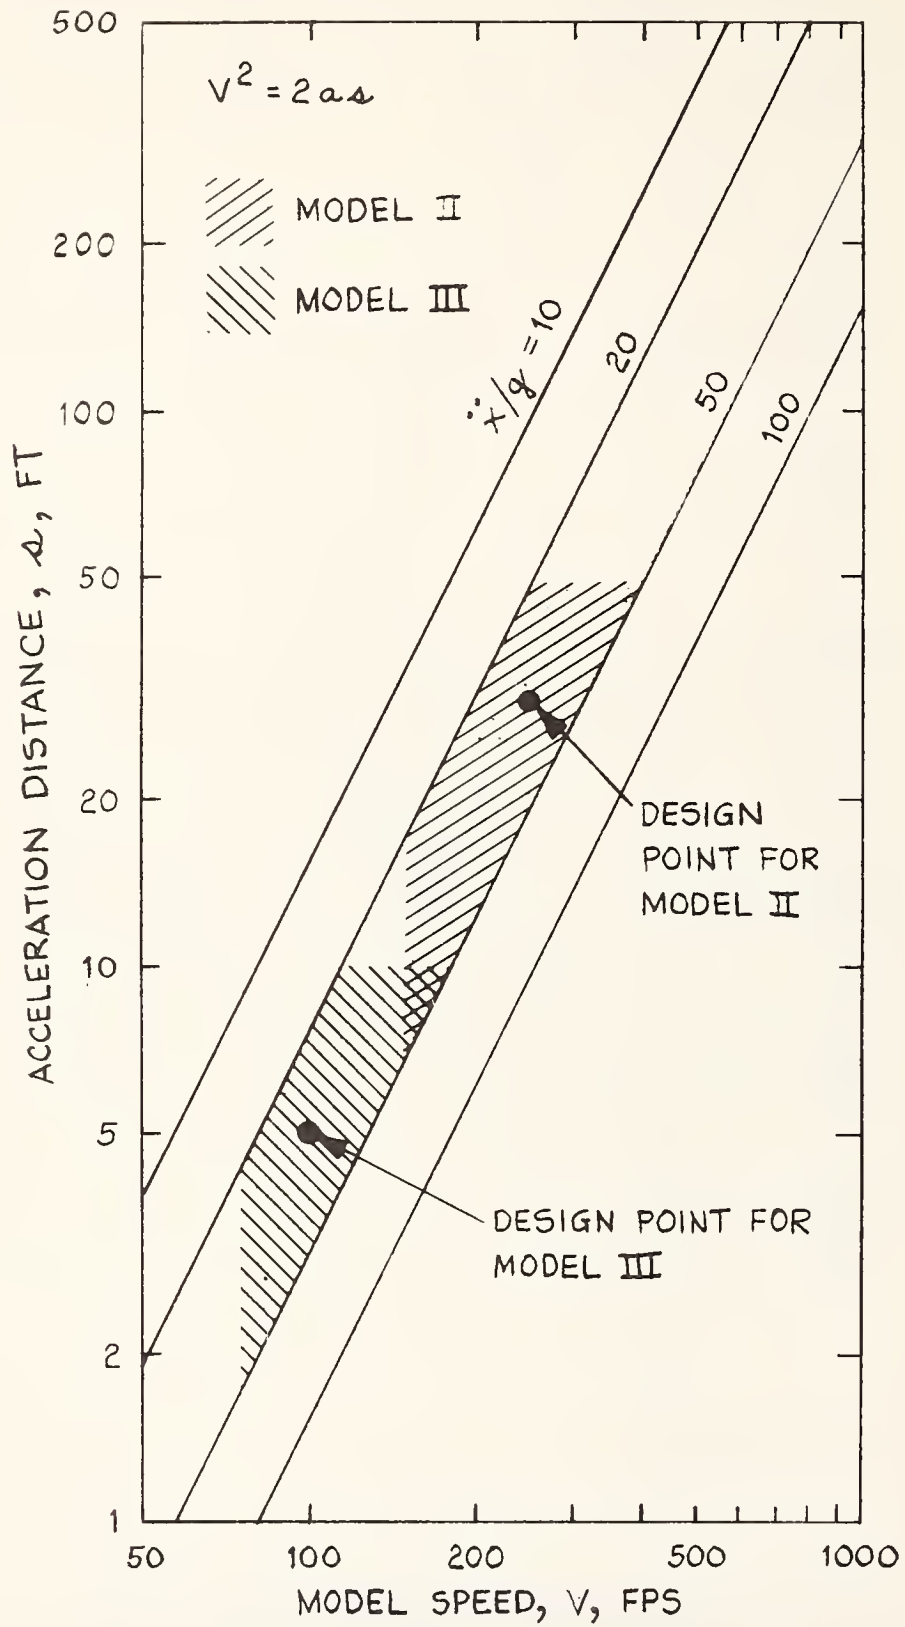 500
200
100
50
20
10
5
2
1
ACCELERATION DISTANCE, s, FT
V² = 2as
MODEL II
MODEL III
ẍ/g = 10
20
50
100
DESIGN
POINT FOR
MODEL II
DESIGN POINT FOR
MODEL III
50
100
200
500
1000
MODEL SPEED, V, FPS